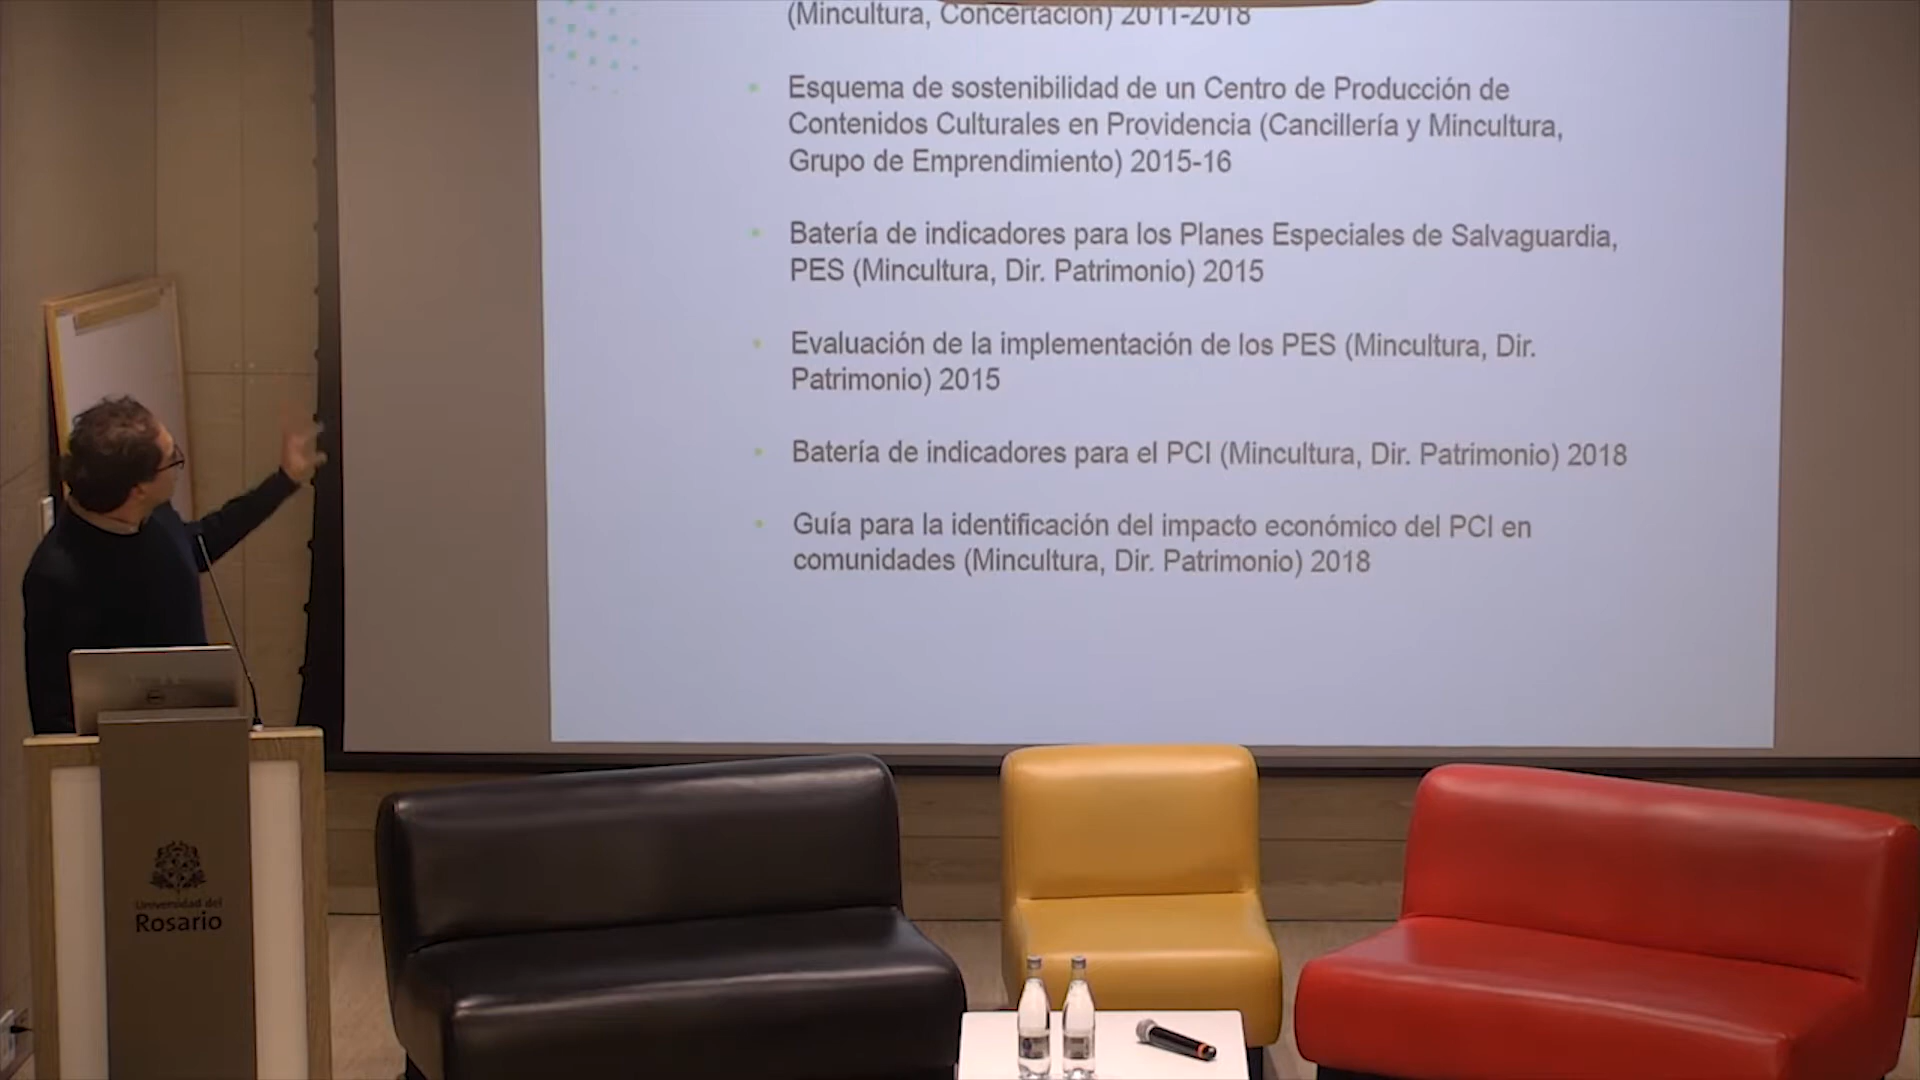 (Mincultura, Concertación) 2011-2018
Esquema de sostenibilidad de un Centro de Producción de
Contenidos Culturales en Providencia (Cancillería y Mincultura,
Grupo de Emprendimiento) 2015-16
Batería de indicadores para los Planes Especiales de Salvaguardia,
PES (Mincultura, Dir. Patrimonio) 2015
Evaluación de la implementación de los PES (Mincultura, Dir.
Patrimonio) 2015
Batería de indicadores para el PCI (Mincultura, Dir. Patrimonio) 2018
Guía para la identificación del impacto económico del PCI en
comunidades (Mincultura, Dir. Patrimonio) 2018
Universidad del
Rosario